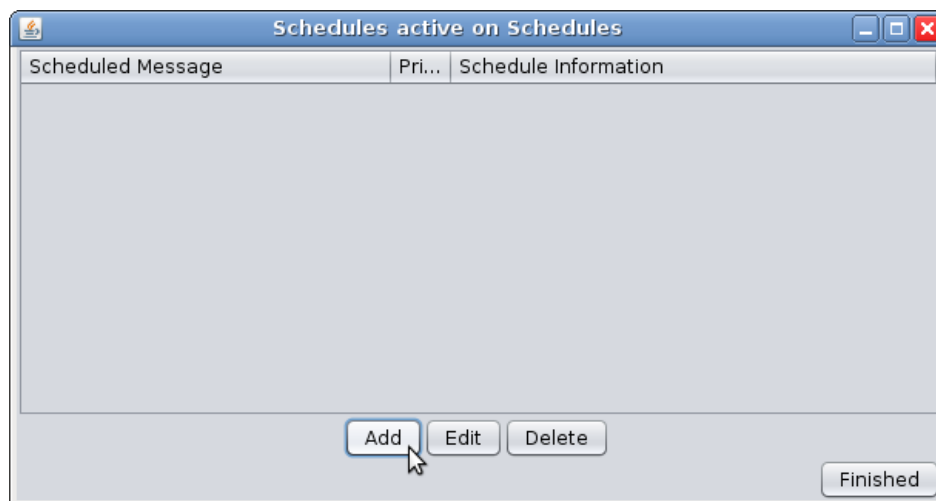 Schedules active on Schedules
Scheduled Message Pri... Schedule Information
Add Edit Delete
Finished